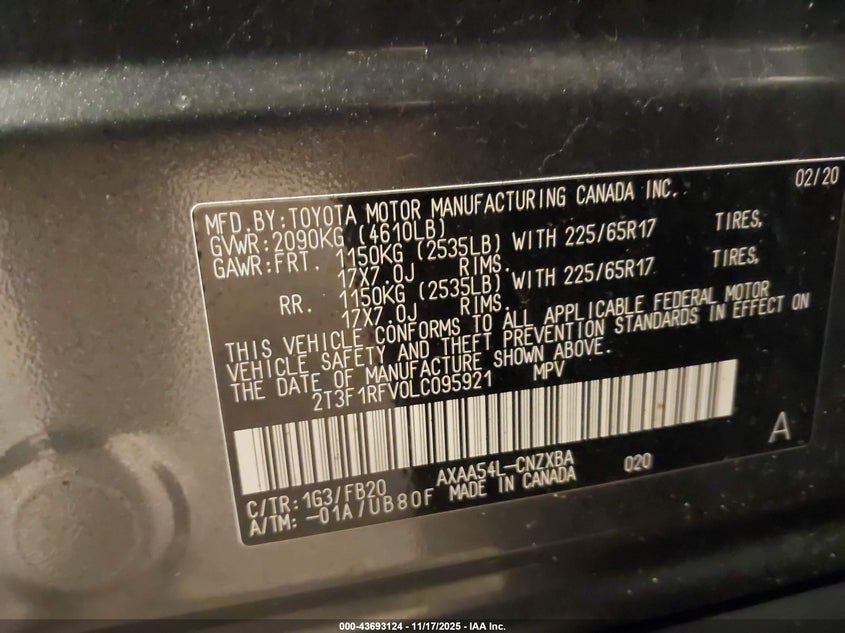 02/20
MFD.BY:TOYOTA MOTOR MANUFACTURING CANADA INC.
GVWR:2090KG (4610LB)
GAWR:FRT. 1150KG (2535LB) WITH 225/65R17 TIRES,
17X7.0J RIMS.
RR. 1150KG (2535LB) WITH 225/65R17 TIRES,
17X7.0J RIMS.
THIS VEHICLE CONFORMS TO ALL APPLICABLE FEDERAL MOTOR
VEHICLE SAFETY AND THEFT PREVENTION STANDARDS IN EFFECT ON
THE DATE OF MANUFACTURE SHOWN ABOVE.
2T3F1RFV0LC095921 MPV
A
AXAA54L-CNZXBA 020
C/TR:1G3/FB20 MADE IN CANADA
A/TM:-01A/UB80F
000-43693124 - 11/17/2025 - IAA Inc.